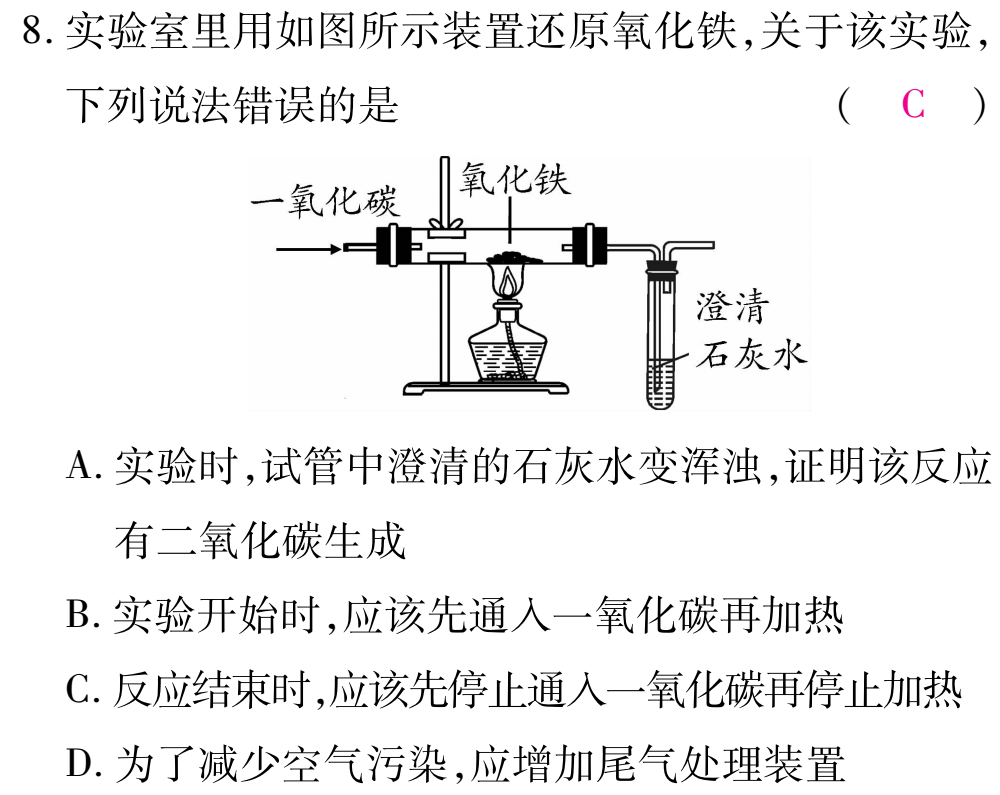 8. 实验室里用如图所示装置还原氧化铁,关于该实验,
下列说法错误的是 ( C )
一氧化碳
氧化铁
澄清
石灰水
A. 实验时,试管中澄清的石灰水变浑浊,证明该反应
有二氧化碳生成
B. 实验开始时,应该先通入一氧化碳再加热
C. 反应结束时,应该先停止通入一氧化碳再停止加热
D. 为了减少空气污染,应增加尾气处理装置